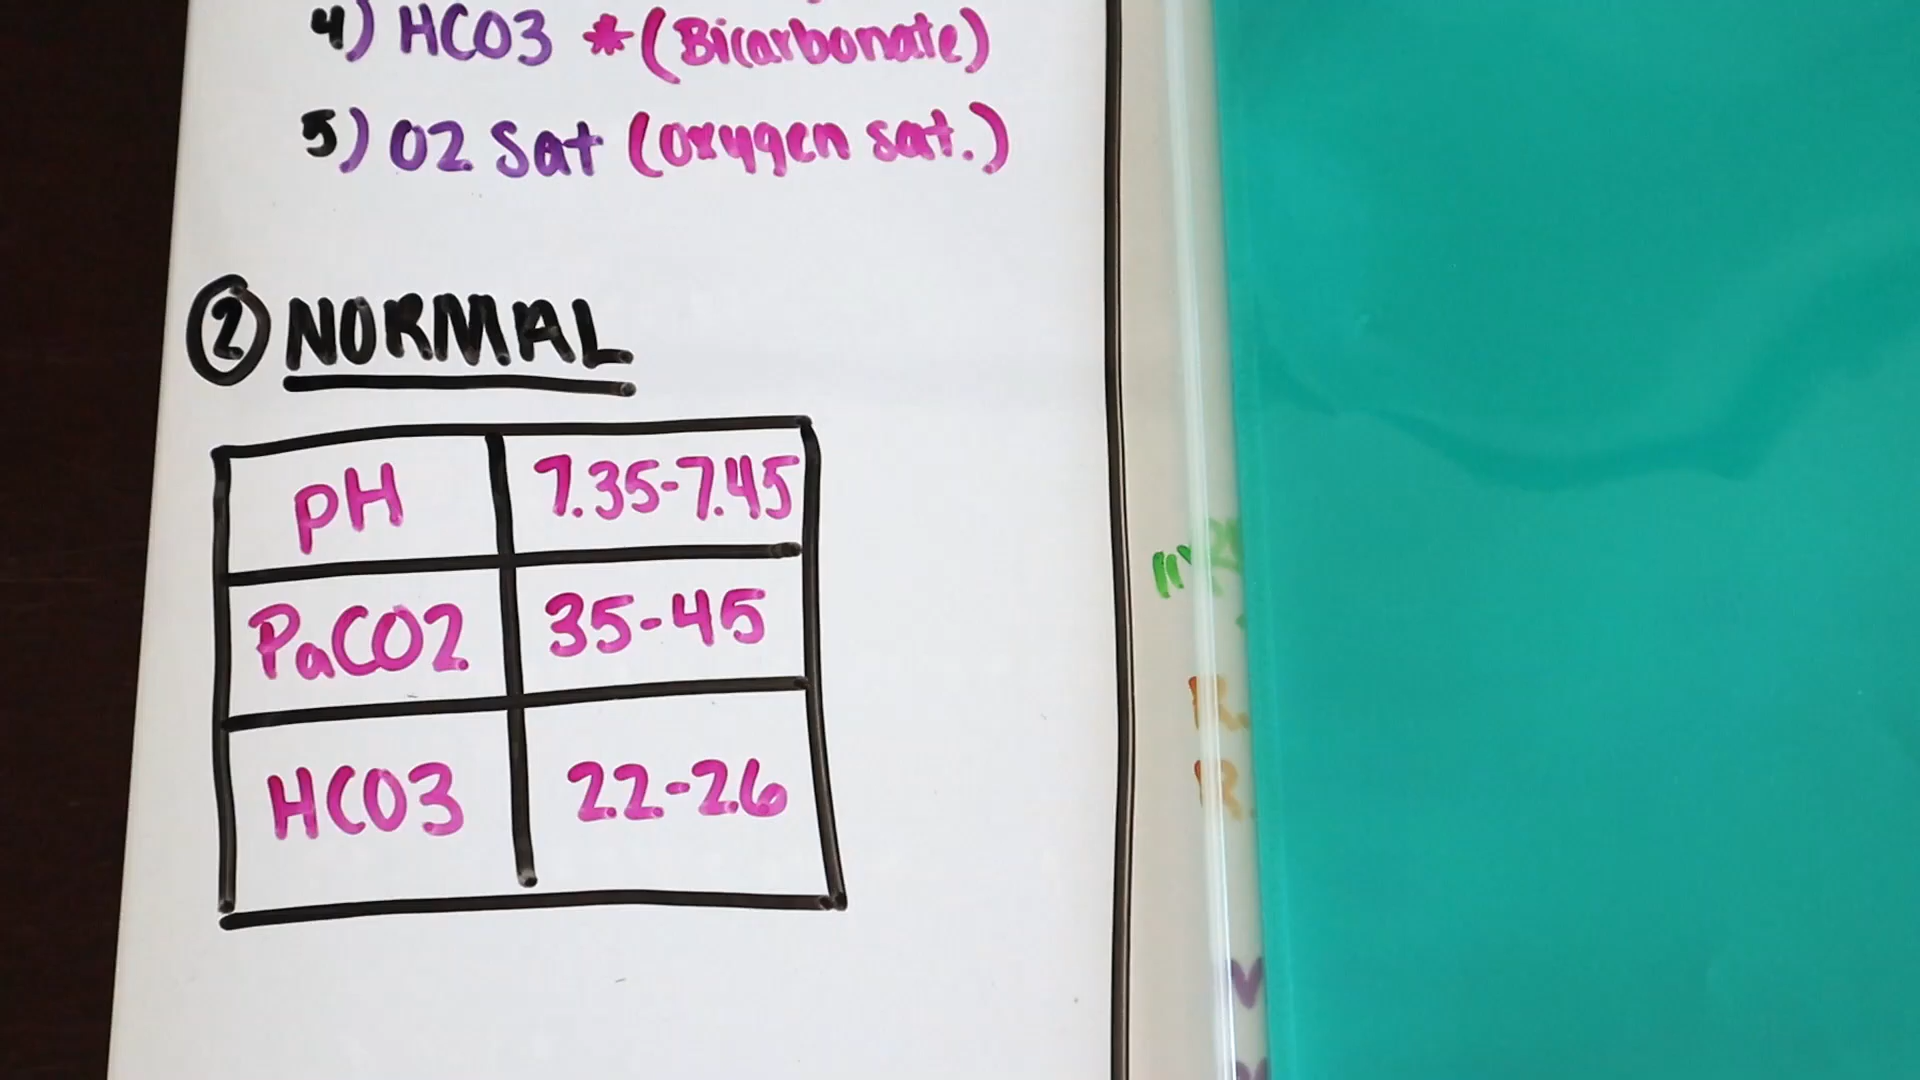 4) HCO3 *(Bicarbonate)
5) O2 Sat (oxygen sat.)
② NORMAL
pH 7.35-7.45
PaCO2 35-45
HCO3 22-26
R.
R.